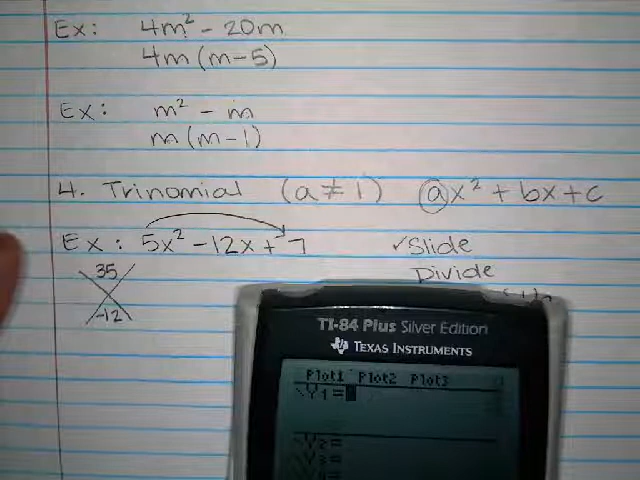 Ex: 4m² - 20m
4m (m-5)
Ex: m² - m
m (m-1)
4. Trinomial (a ≠ 1) ax² + bx + c
Ex: 5x² - 12x + 7 ✓Slide
35 Divide
-12
TI-84 Plus Silver Edition
TEXAS INSTRUMENTS
Plot1 Plot2 Plot3
\Y1=
\Y2=